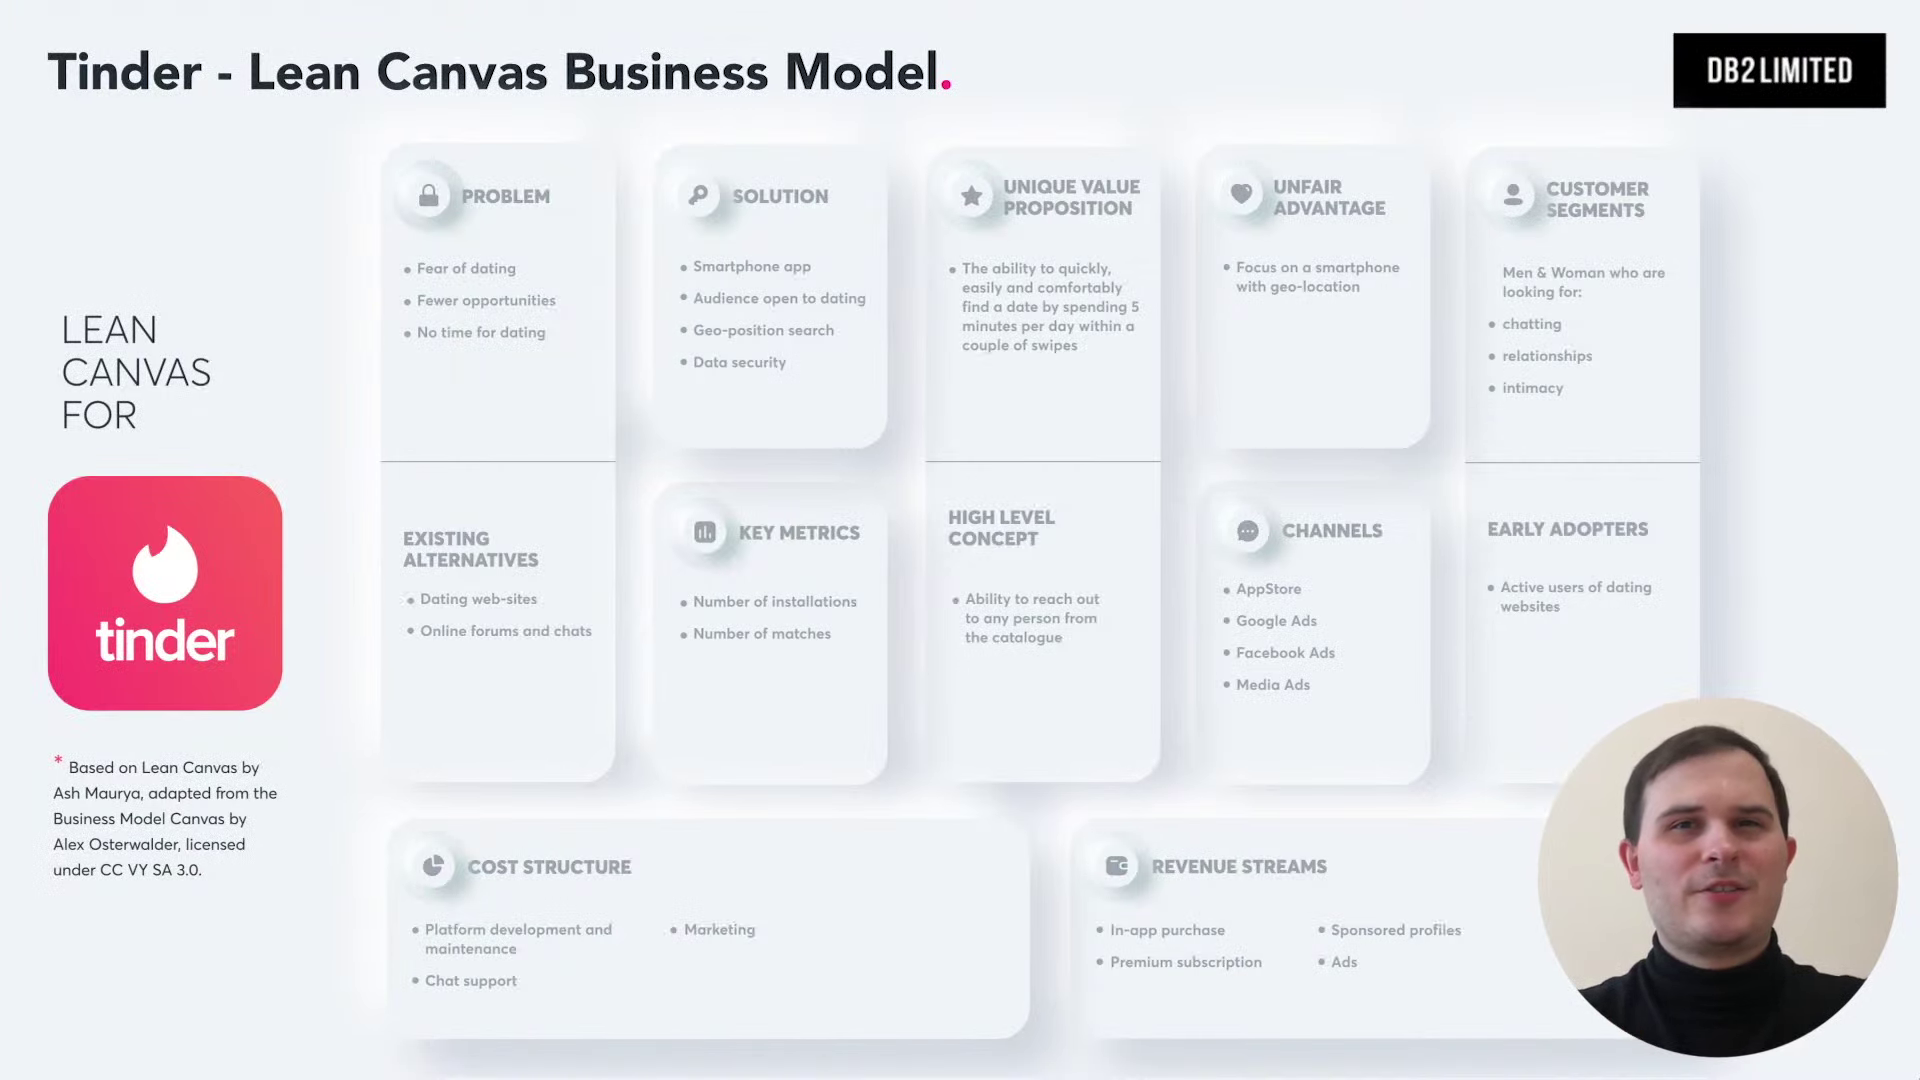 Tinder - Lean Canvas Business Model.
DB2 LIMITED
LEAN
CANVAS
FOR
tinder
* Based on Lean Canvas by
Ash Maurya, adapted from the
Business Model Canvas by
Alex Osterwalder, licensed
under CC VY SA 3.0.
PROBLEM
• Fear of dating
• Fewer opportunities
• No time for dating
EXISTING
ALTERNATIVES
• Dating web-sites
• Online forums and chats
SOLUTION
• Smartphone app
• Audience open to dating
• Geo-position search
• Data security
KEY METRICS
• Number of installations
• Number of matches
UNIQUE VALUE
PROPOSITION
• The ability to quickly,
easily and comfortably
find a date by spending 5
minutes per day within a
couple of swipes
HIGH LEVEL
CONCEPT
• Ability to reach out
to any person from
the catalogue
UNFAIR
ADVANTAGE
• Focus on a smartphone
with geo-location
CHANNELS
• AppStore
• Google Ads
• Facebook Ads
• Media Ads
CUSTOMER
SEGMENTS
Men & Woman who are
looking for:
• chatting
• relationships
• intimacy
EARLY ADOPTERS
• Active users of dating
websites
COST STRUCTURE
• Platform development and
maintenance
• Chat support
• Marketing
REVENUE STREAMS
• In-app purchase
• Premium subscription
• Sponsored profiles
• Ads